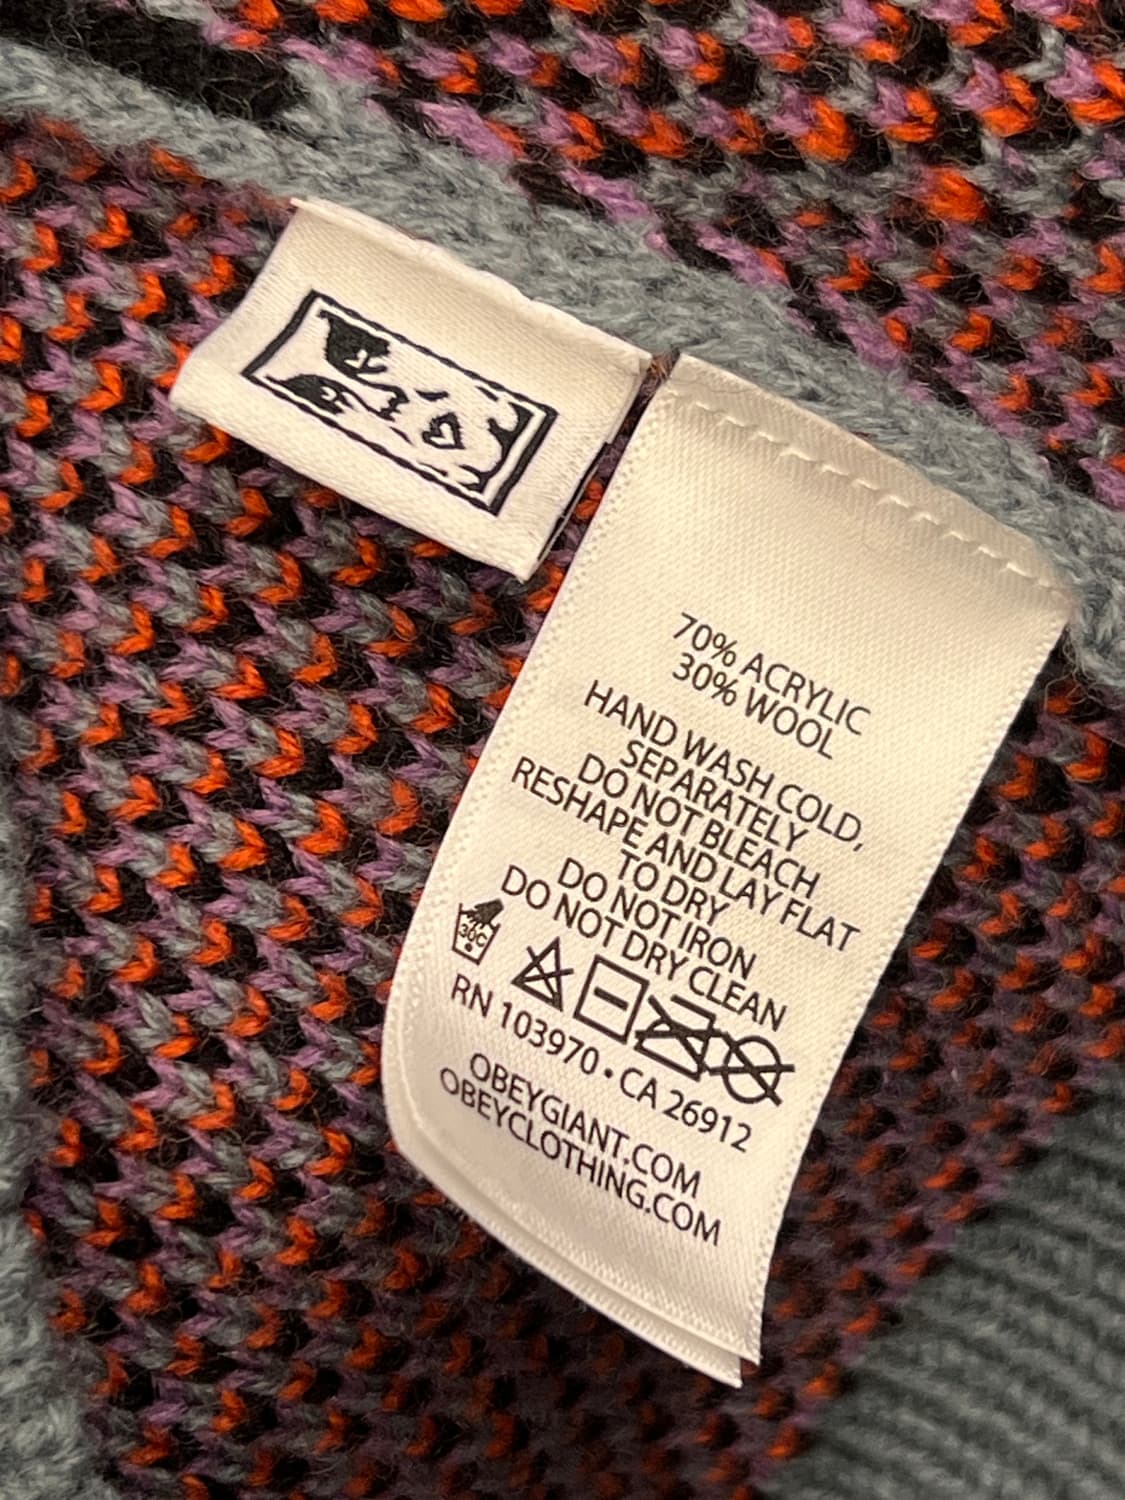 70% ACRYLIC
30% WOOL
HAND WASH COLD,
SEPARATELY
DO NOT BLEACH
RESHAPE AND LAY FLAT
TO DRY
DO NOT IRON
DO NOT DRY CLEAN
30C
RN 103970 • CA 26912
OBEYGIANT.COM
OBEYCLOTHING.COM